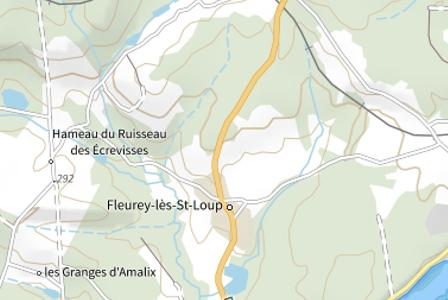 Hameau du Ruisseau
des Écrevisses
292
Fleurey-lès-St-Loup
les Granges d'Amalix